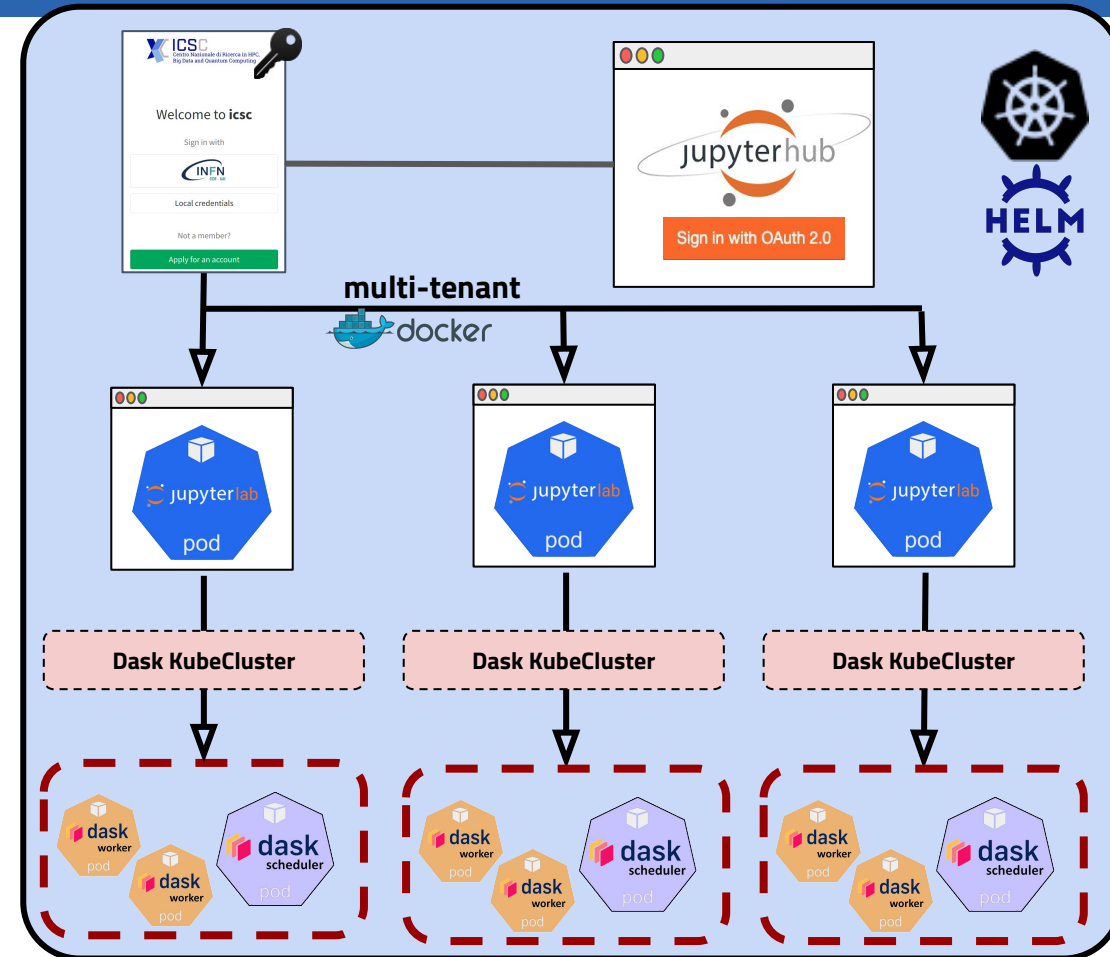 ICSC
Centro Nazionale di Ricerca in HPC,
Big Data and Quantum Computing
Welcome to icsc
Sign in with
INFN
Local credentials
Not a member?
Apply for an account
jupyterhub
Sign in with OAuth 2.0
HELM
multi-tenant
docker
jupyterlab
pod
jupyterlab
pod
jupyterlab
pod
Dask KubeCluster
Dask KubeCluster
Dask KubeCluster
dask
worker
pod
dask
worker
pod
dask
scheduler
pod
dask
worker
pod
dask
worker
pod
dask
scheduler
pod
dask
worker
pod
dask
worker
pod
dask
scheduler
pod